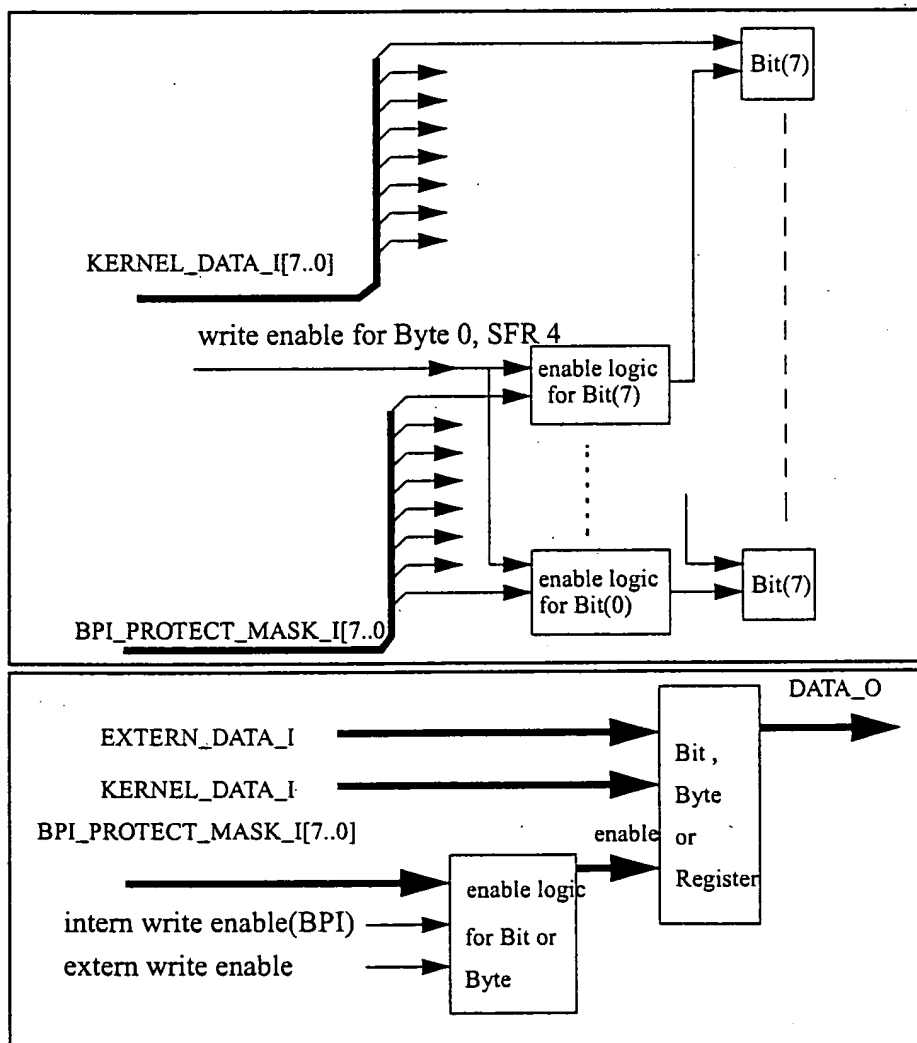 Bit(7)
KERNEL_DATA_I[7..0]
write enable for Byte 0, SFR 4
enable logic
for Bit(7)
enable logic
for Bit(0)
Bit(7)
BPI_PROTECT_MASK_I[7..0
DATA_O
EXTERN_DATA_I
KERNEL_DATA_I
BPI_PROTECT_MASK_I[7..0]
Bit ,
Byte
or
Register
enable
enable logic
for Bit or
Byte
intern write enable(BPI)
extern write enable